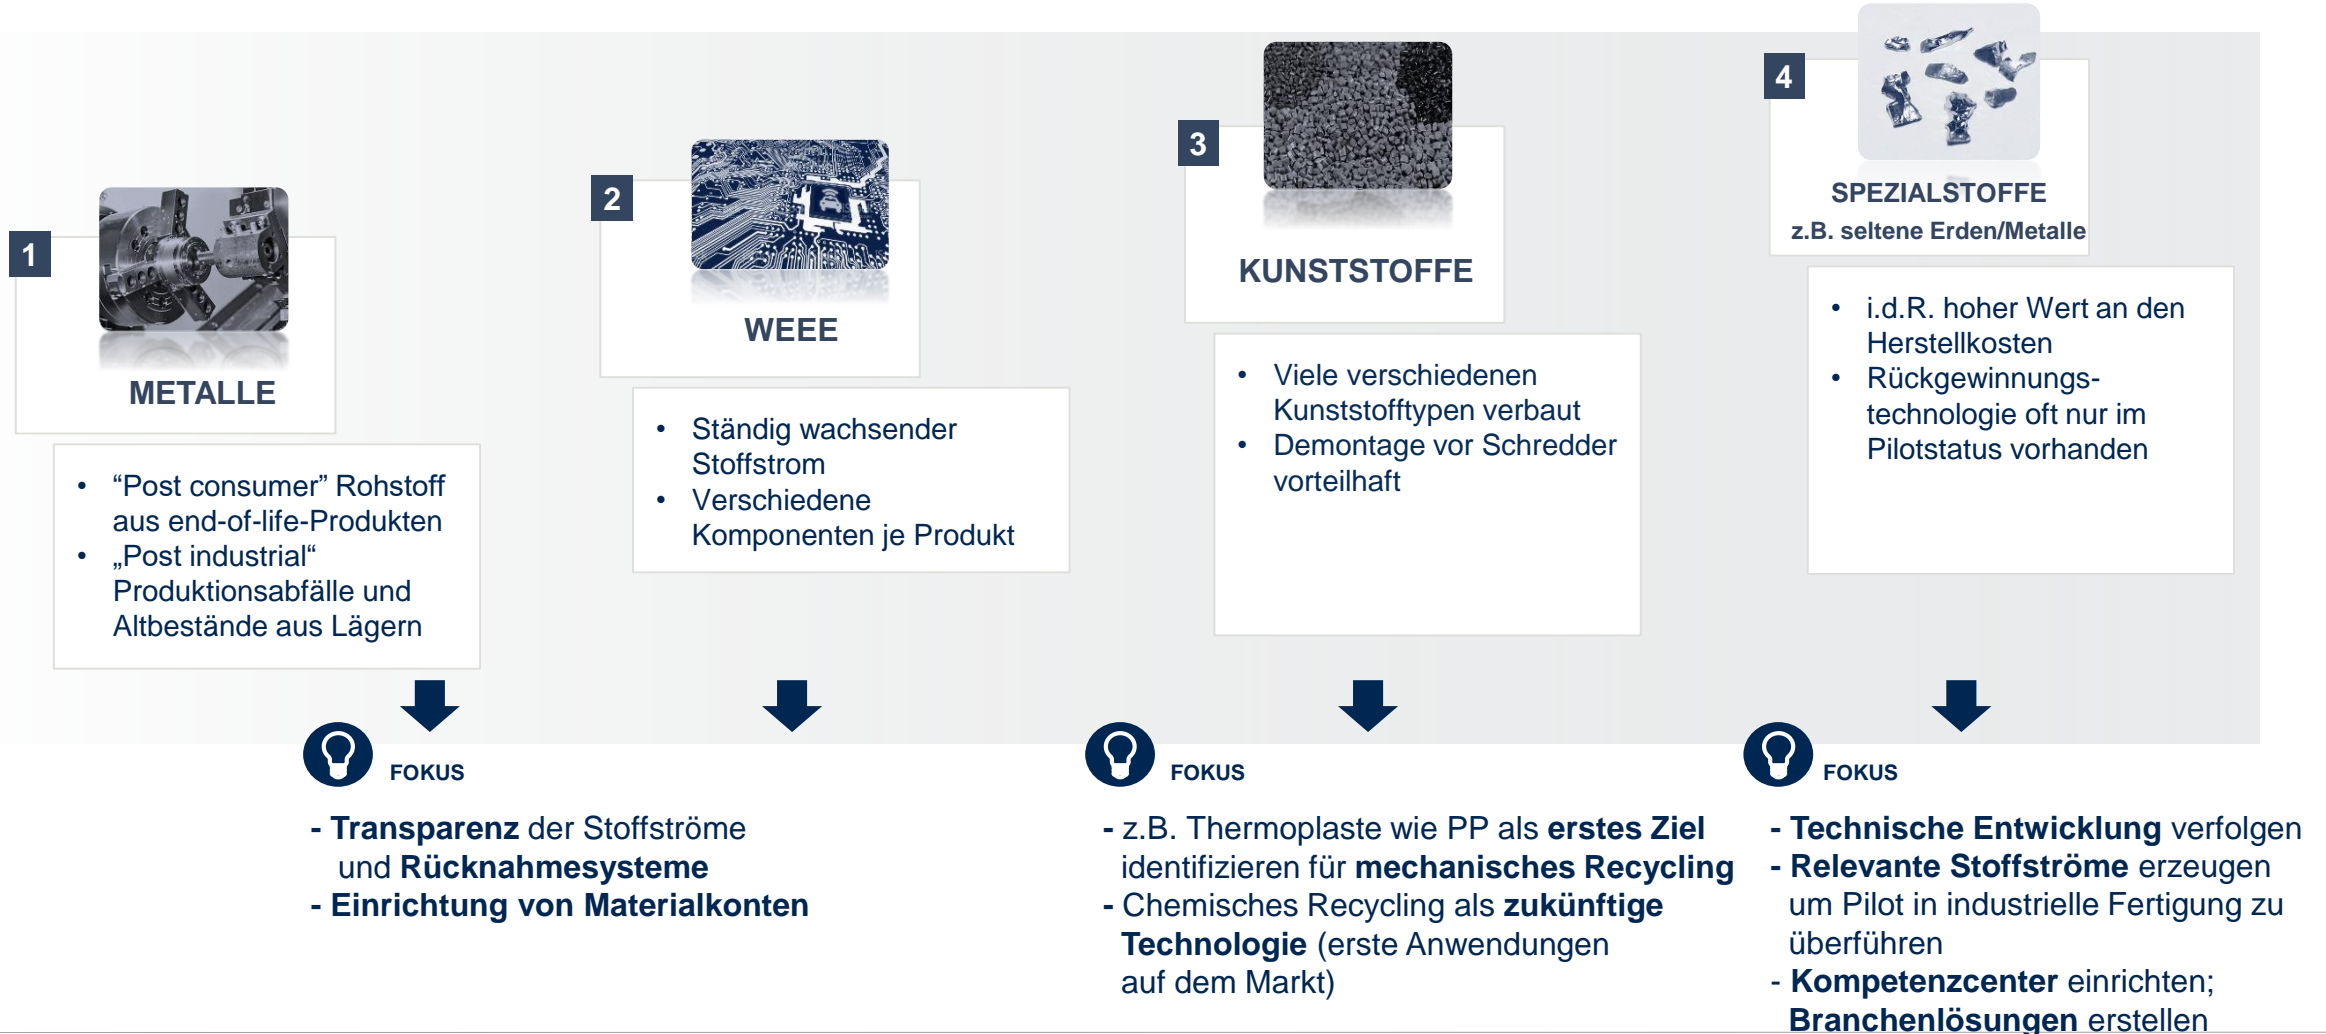 1
METALLE
• “Post consumer” Rohstoff
aus end-of-life-Produkten
• „Post industrial“
Produktionsabfälle und
Altbestände aus Lägern
2
WEEE
• Ständig wachsender
Stoffstrom
• Verschiedene
Komponenten je Produkt
FOKUS
- Transparenz der Stoffströme
und Rücknahmesysteme
- Einrichtung von Materialkonten
3
KUNSTSTOFFE
• Viele verschiedenen
Kunststofftypen verbaut
• Demontage vor Schredder
vorteilhaft
FOKUS
- z.B. Thermoplaste wie PP als erstes Ziel
identifizieren für mechanisches Recycling
- Chemisches Recycling als zukünftige
Technologie (erste Anwendungen
auf dem Markt)
4
SPEZIALSTOFFE
z.B. seltene Erden/Metalle
• i.d.R. hoher Wert an den
Herstellkosten
• Rückgewinnungs-
technologie oft nur im
Pilotstatus vorhanden
FOKUS
- Technische Entwicklung verfolgen
- Relevante Stoffströme erzeugen
um Pilot in industrielle Fertigung zu
überführen
- Kompetenzcenter einrichten;
Branchenlösungen erstellen